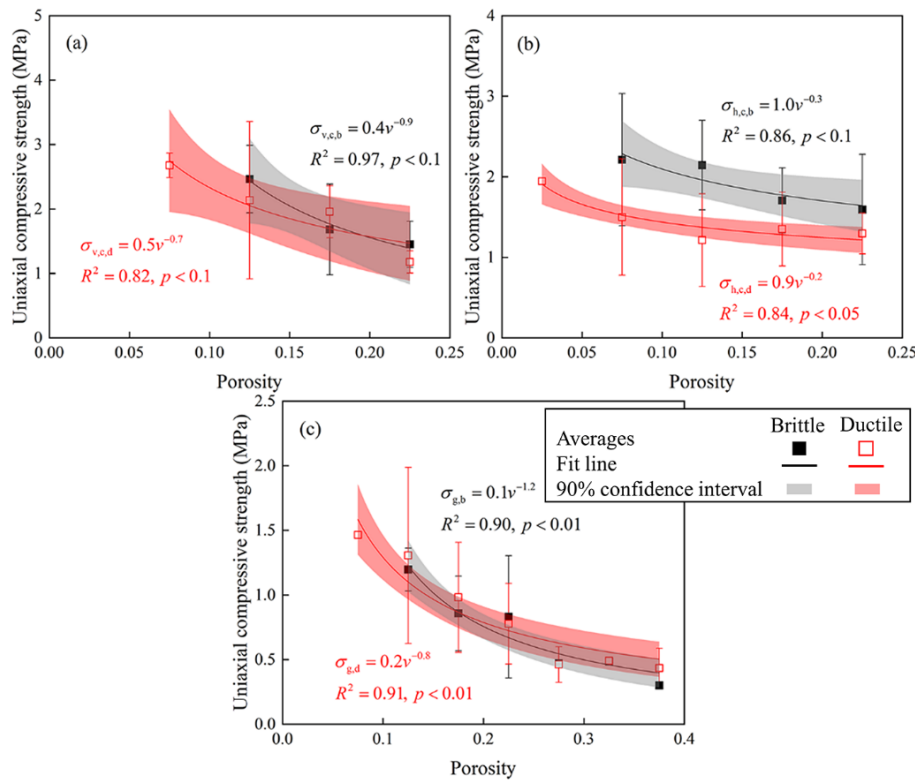 (a)
σv,c,b = 0.4v^−0.9
R² = 0.97, p < 0.1
σv,c,d = 0.5v^−0.7
R² = 0.82, p < 0.1
5
4
3
2
1
0
Uniaxial compressive strength (MPa)
0.00 0.05 0.10 0.15 0.20 0.25
Porosity
(b)
σh,c,b = 1.0v^−0.3
R² = 0.86, p < 0.1
σh,c,d = 0.9v^−0.2
R² = 0.84, p < 0.05
4
3
2
1
0
Uniaxial compressive strength (MPa)
0.00 0.05 0.10 0.15 0.20 0.25
Porosity
(c)
σg,b = 0.1v^−1.2
R² = 0.90, p < 0.01
σg,d = 0.2v^−0.8
R² = 0.91, p < 0.01
2.5
2.0
1.5
1.0
0.5
0.0
Uniaxial compressive strength (MPa)
0.0 0.1 0.2 0.3 0.4
Porosity
Brittle Ductile
Averages
Fit line
90% confidence interval